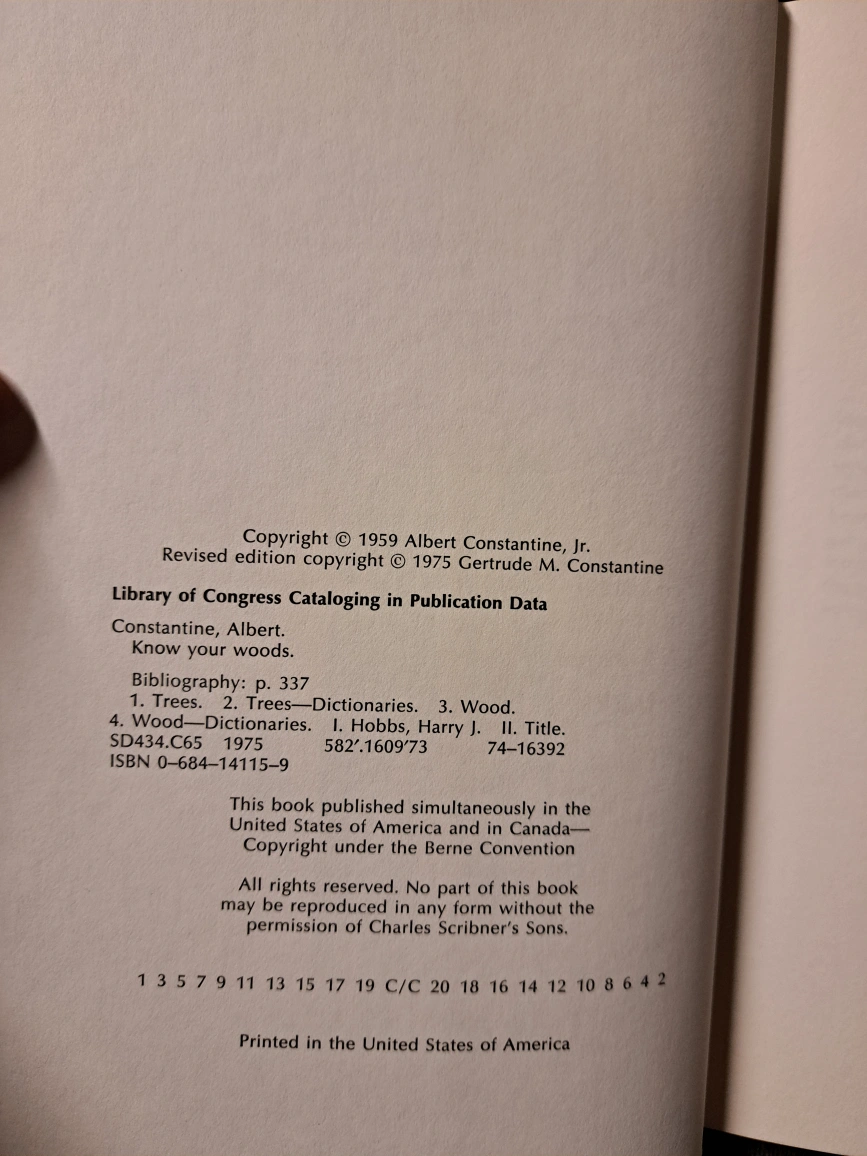 Copyright © 1959 Albert Constantine, Jr.
Revised edition copyright © 1975 Gertrude M. Constantine
Library of Congress Cataloging in Publication Data
Constantine, Albert.
Know your woods.
Bibliography: p. 337
1. Trees. 2. Trees—Dictionaries. 3. Wood.
4. Wood—Dictionaries. I. Hobbs, Harry J. II. Title.
SD434.C65 1975 582′.1609′73 74–16392
ISBN 0–684–14115–9
This book published simultaneously in the
United States of America and in Canada—
Copyright under the Berne Convention
All rights reserved. No part of this book
may be reproduced in any form without the
permission of Charles Scribner's Sons.
1 3 5 7 9 11 13 15 17 19 C/C 20 18 16 14 12 10 8 6 4 2
Printed in the United States of America